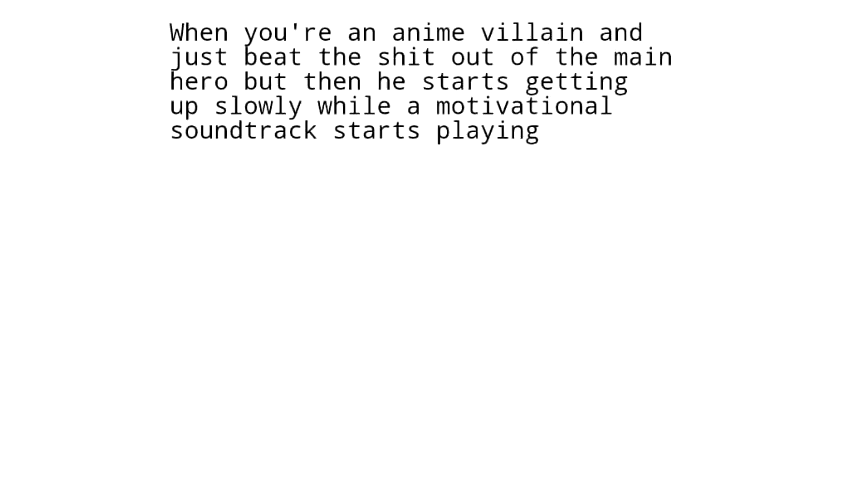 When you're an anime villain and
just beat the shit out of the main
hero but then he starts getting
up slowly while a motivational
soundtrack starts playing